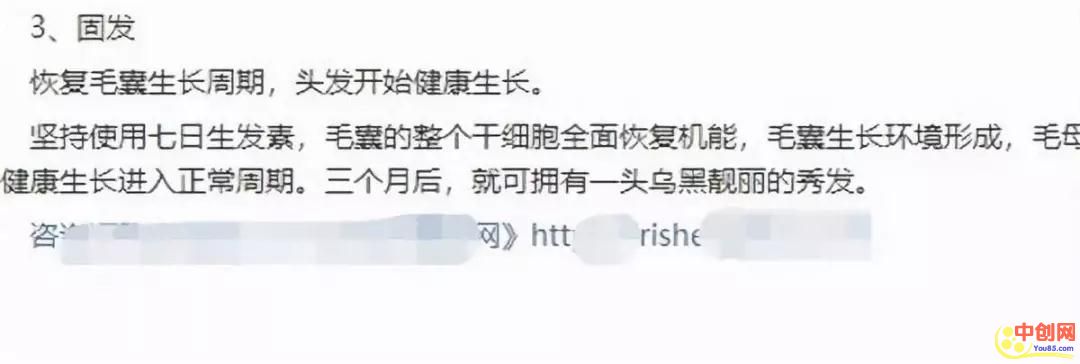 3、固发
恢复毛囊生长周期，头发开始健康生长。
坚持使用七日生发素，毛囊的整个干细胞全面恢复机能，毛囊生长环境形成，毛母
健康生长进入正常周期。三个月后，就可拥有一头乌黑靓丽的秀发。
咨 网》htt rishe
中创网
You85.com